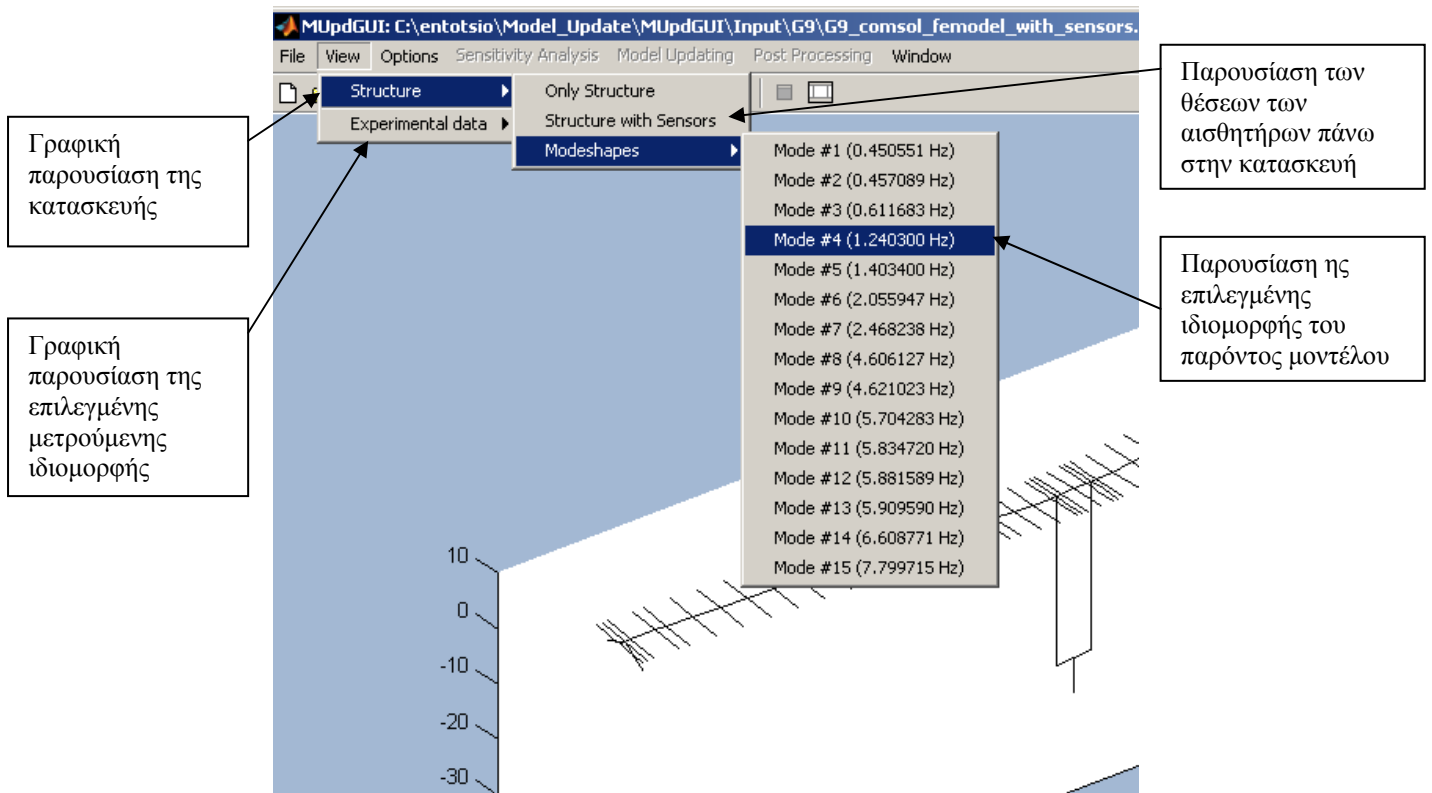 MUpdGUI: C:\entotsio\Model_Update\MUpdGUI\Input\G9\G9_comsol_femodel_with_sensors.
File View Options Sensitivity Analysis Model Updating Post Processing Window
Structure
Experimental data
Only Structure
Structure with Sensors
Modeshapes
Mode #1 (0.450551 Hz)
Mode #2 (0.457089 Hz)
Mode #3 (0.611683 Hz)
Mode #4 (1.240300 Hz)
Mode #5 (1.403400 Hz)
Mode #6 (2.055947 Hz)
Mode #7 (2.468238 Hz)
Mode #8 (4.606127 Hz)
Mode #9 (4.621023 Hz)
Mode #10 (5.704283 Hz)
Mode #11 (5.834720 Hz)
Mode #12 (5.881589 Hz)
Mode #13 (5.909590 Hz)
Mode #14 (6.608771 Hz)
Mode #15 (7.799715 Hz)
Γραφική
παρουσίαση της
κατασκευής
Γραφική
παρουσίαση της
επιλεγμένης
μετρούμενης
ιδιομορφής
Παρουσίαση των
θέσεων των
αισθητήρων πάνω
στην κατασκευή
Παρουσίαση ης
επιλεγμένης
ιδιομορφής του
παρόντος μοντέλου
10
0
-10
-20
-30